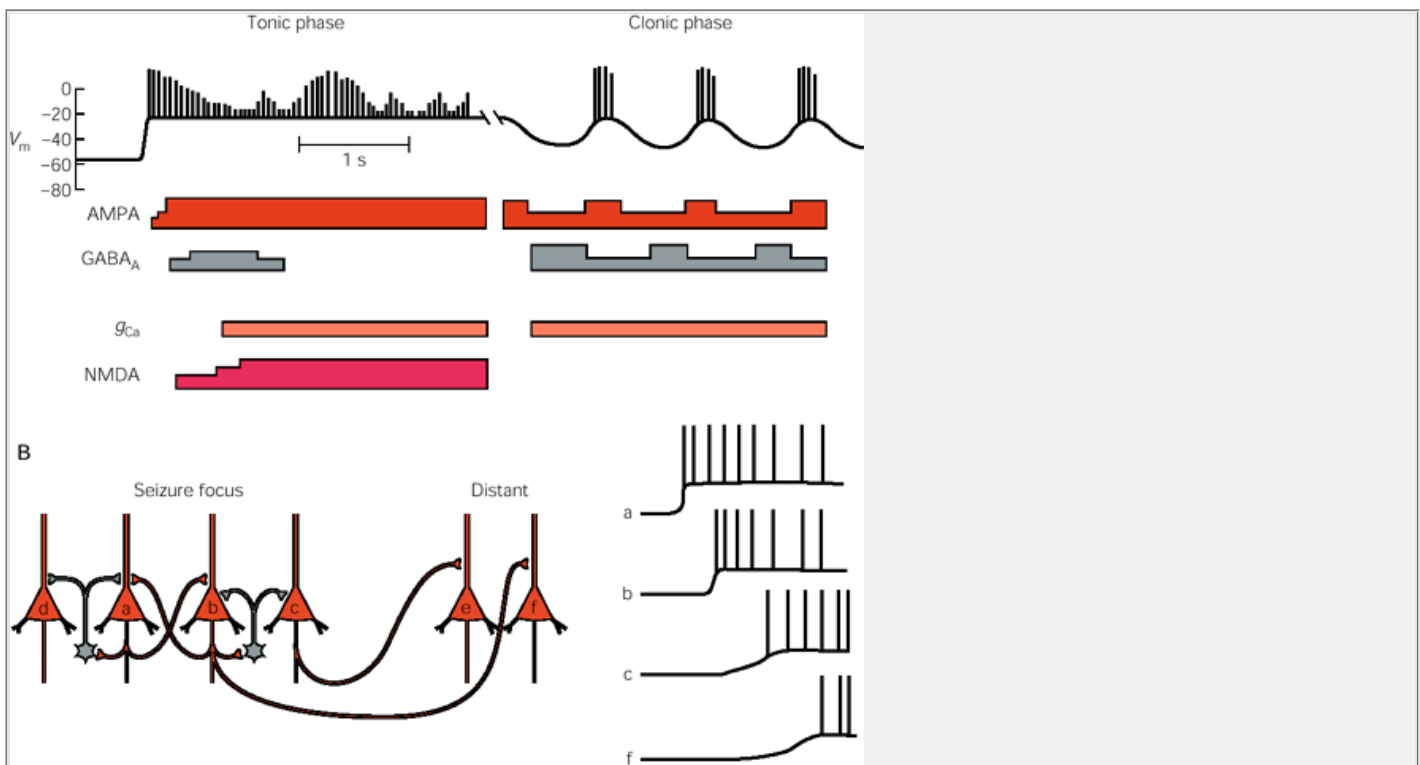 Tonic phase Clonic phase
0
−20
Vm −40
−60
−80
1 s
AMPA
GABAA
gCa
NMDA
B
Seizure focus Distant
a
b
c
f
d a b c e f